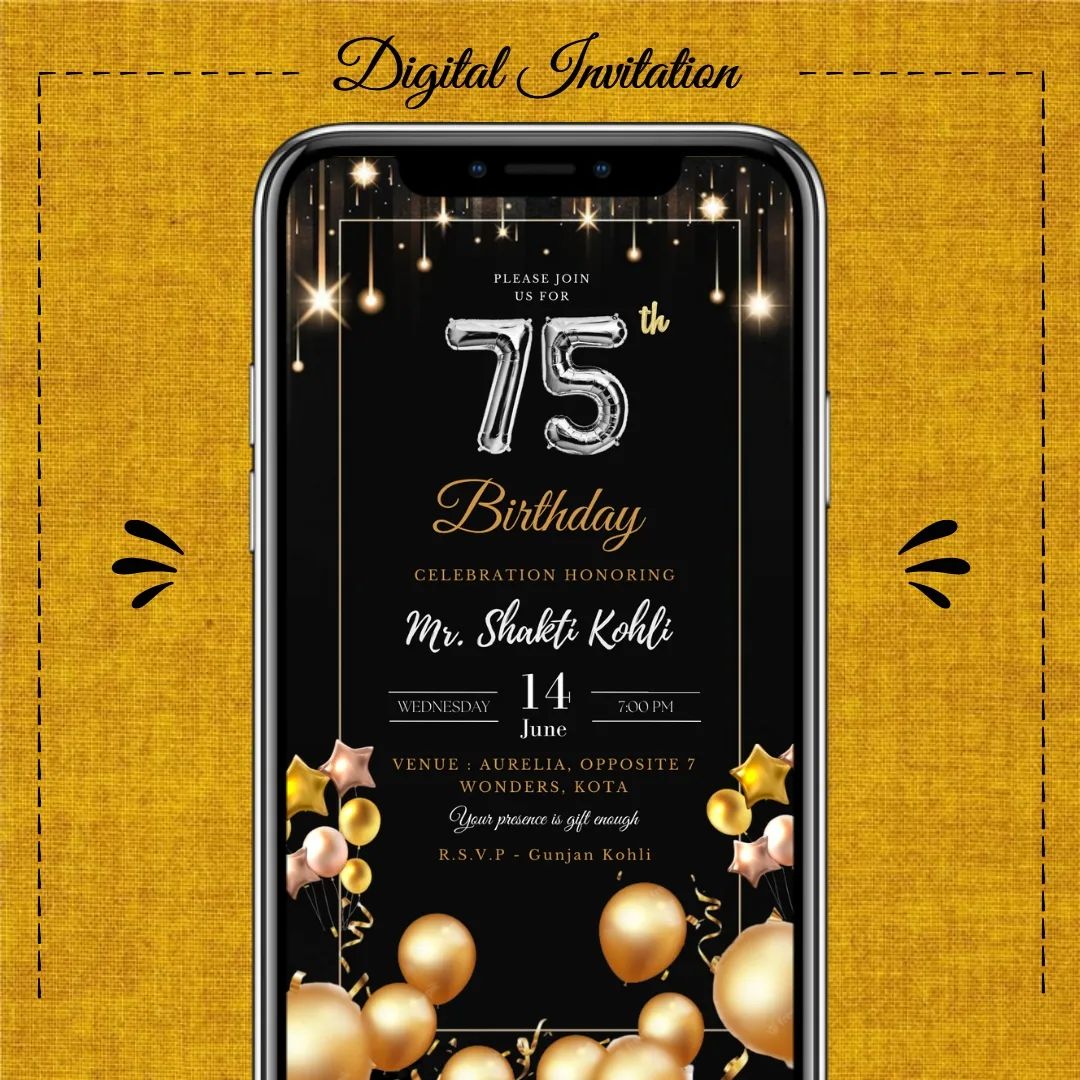 Digital Invitation
PLEASE JOIN
US FOR
75th
Birthday
CELEBRATION HONORING
Mr. Shakti Kohli
WEDNESDAY 14 7:00 PM
June
VENUE : AURELIA, OPPOSITE 7
WONDERS, KOTA
Your presence is gift enough
R.S.V.P - Gunjan Kohli